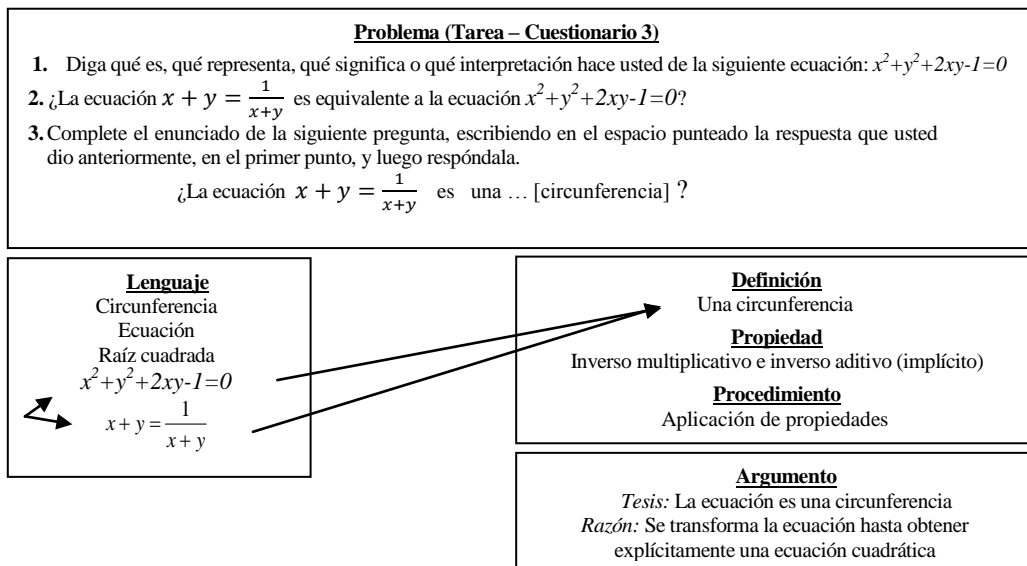 Problema (Tarea – Cuestionario 3)
1. Diga qué es, qué representa, qué significa o qué interpretación hace usted de la siguiente ecuación: x²+y²+2xy-1=0
2. ¿La ecuación x + y = 1/(x+y) es equivalente a la ecuación x²+y²+2xy-1=0?
3. Complete el enunciado de la siguiente pregunta, escribiendo en el espacio punteado la respuesta que usted
dio anteriormente, en el primer punto, y luego respóndala.
¿La ecuación x + y = 1/(x+y) es una … [circunferencia] ?
Lenguaje
Circunferencia
Ecuación
Raíz cuadrada
x²+y²+2xy-1=0
x + y = 1/(x + y)
Definición
Una circunferencia
Propiedad
Inverso multiplicativo e inverso aditivo (implícito)
Procedimiento
Aplicación de propiedades
Argumento
Tesis: La ecuación es una circunferencia
Razón: Se transforma la ecuación hasta obtener
explícitamente una ecuación cuadrática